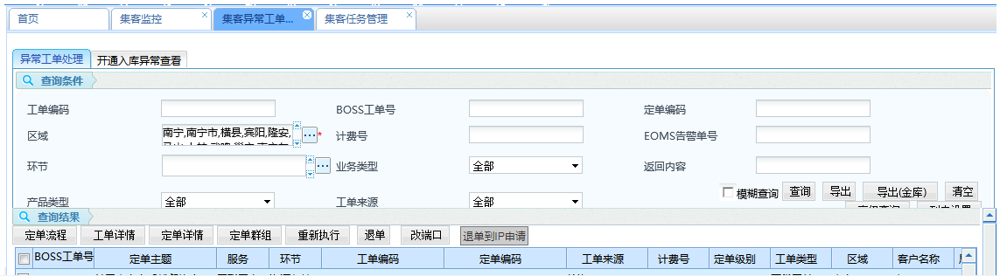 首页 集客监控 集客异常工单... 集客任务管理
异常工单处理 开通入库异常查看
查询条件
工单编码 BOSS工单号 定单编码
区域 南宁,南宁市,横县,宾阳,隆安, * 计费号 EOMS告警单号
环节 业务类型 全部 返回内容
模糊查询 查询 导出 导出(金库) 清空
产品类型 全部 工单来源 全部
查询结果
定单流程 工单详情 定单详情 定单群组 重新执行 退单 改端口 退单到IP申请
BOSS工单号 定单主题 服务 环节 工单编码 定单编码 工单来源 计费号 定单级别 工单类型 区域 客户名称